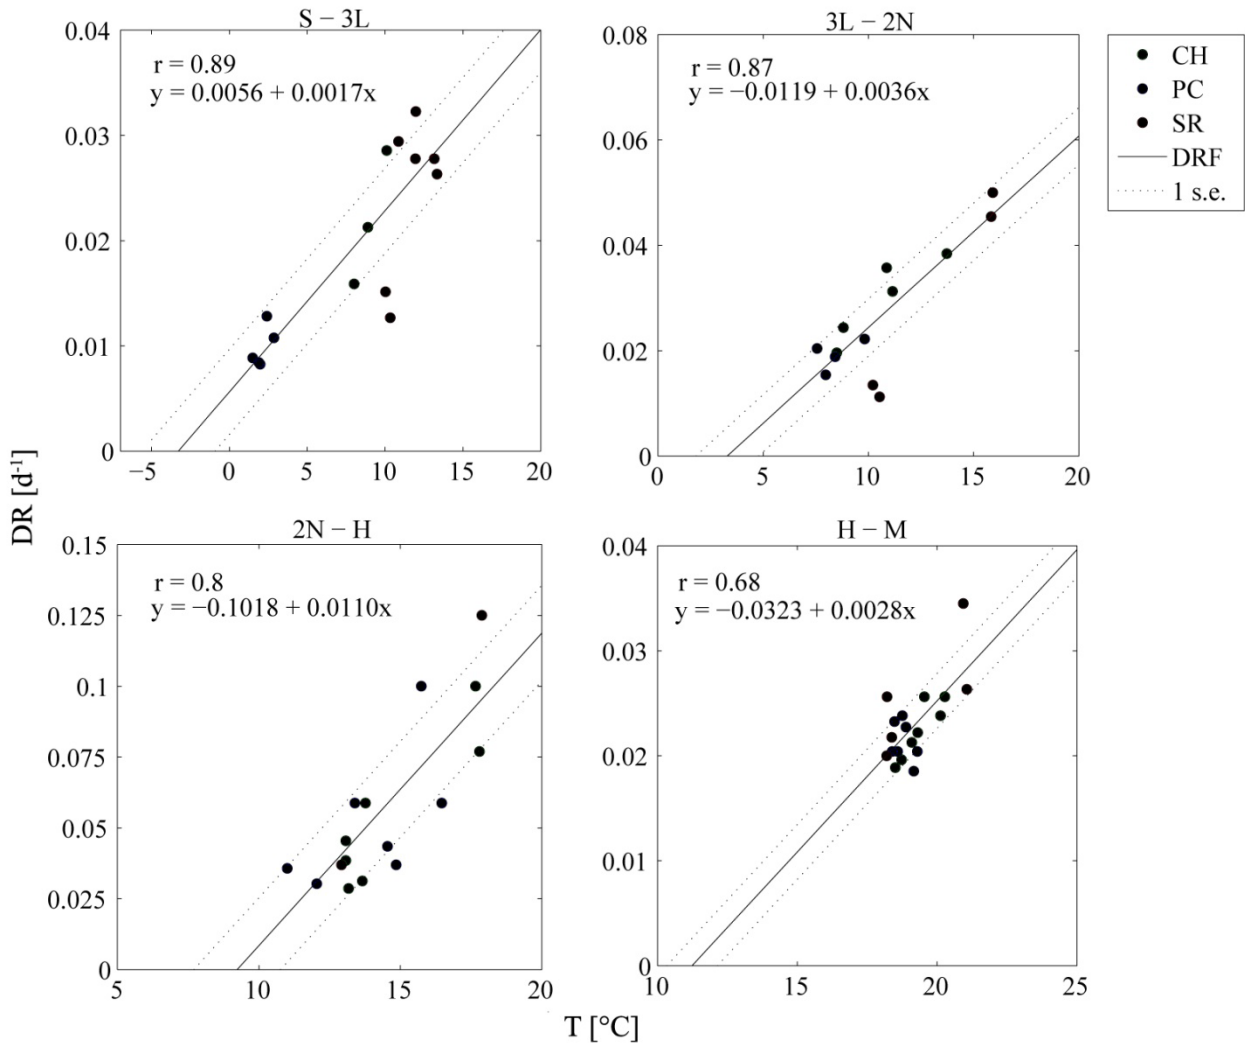 S − 3L
r = 0.89
y = 0.0056 + 0.0017x
0.04
0.03
0.02
0.01
0
−5
0
5
10
15
20
3L − 2N
r = 0.87
y = −0.0119 + 0.0036x
0.08
0.06
0.04
0.02
0
0
5
10
15
20
CH
PC
SR
DRF
1 s.e.
DR [d-1]
2N − H
r = 0.8
y = −0.1018 + 0.0110x
0.15
0.125
0.1
0.075
0.05
0.025
0
5
10
15
20
H − M
r = 0.68
y = −0.0323 + 0.0028x
0.04
0.03
0.02
0.01
0
10
15
20
25
T [°C]